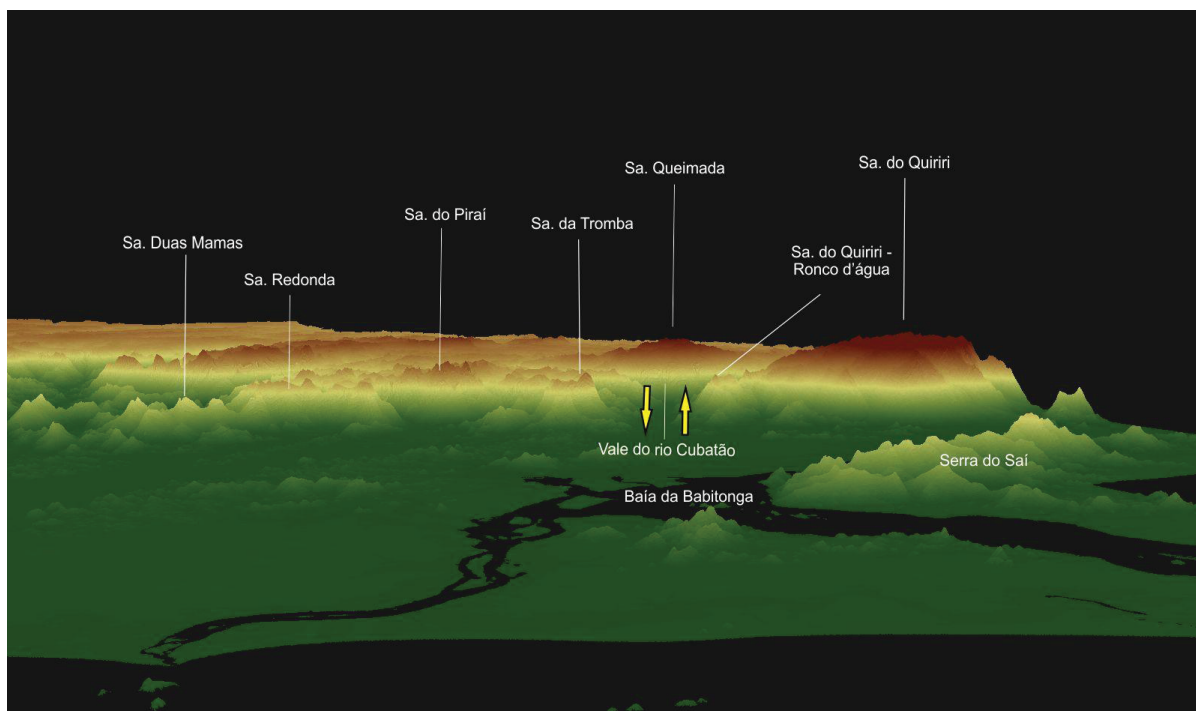 Sa. Queimada
Sa. do Quiriri
Sa. do Piraí
Sa. da Tromba
Sa. Duas Mamas
Sa. do Quiriri -
Ronco d'água
Sa. Redonda
Vale do rio Cubatão
Serra do Saí
Baía da Babitonga